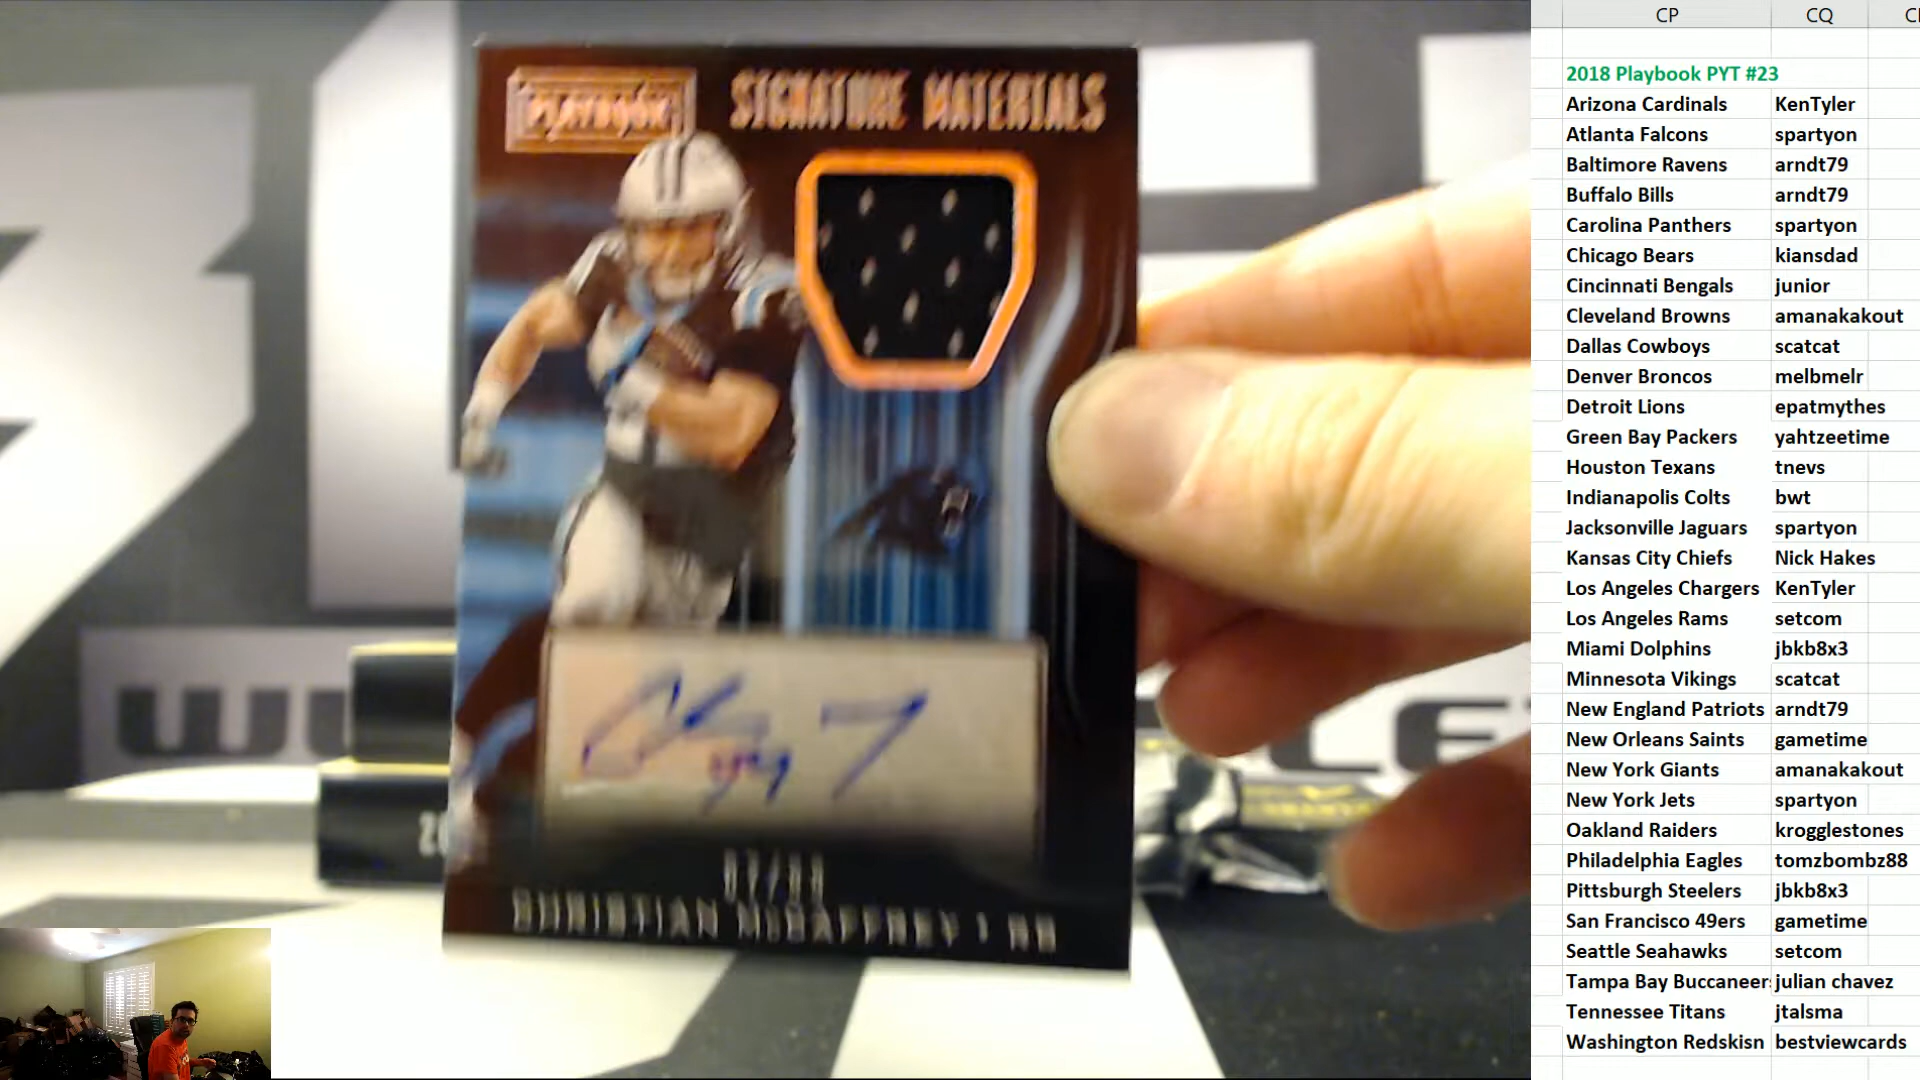 PLAYBOOK
SIGNATURE MATERIALS
CHRISTIAN McCAFFREY | RB
CP CQ
2018 Playbook PYT #23
Arizona Cardinals KenTyler
Atlanta Falcons spartyon
Baltimore Ravens arndt79
Buffalo Bills arndt79
Carolina Panthers spartyon
Chicago Bears kiansdad
Cincinnati Bengals junior
Cleveland Browns amanakakout
Dallas Cowboys scatcat
Denver Broncos melbmelr
Detroit Lions epatmythes
Green Bay Packers yahtzeetime
Houston Texans tnevs
Indianapolis Colts bwt
Jacksonville Jaguars spartyon
Kansas City Chiefs Nick Hakes
Los Angeles Chargers KenTyler
Los Angeles Rams setcom
Miami Dolphins jbkb8x3
Minnesota Vikings scatcat
New England Patriots arndt79
New Orleans Saints gametime
New York Giants amanakakout
New York Jets spartyon
Oakland Raiders krogglestones
Philadelphia Eagles tomzbombz88
Pittsburgh Steelers jbkb8x3
San Francisco 49ers gametime
Seattle Seahawks setcom
Tampa Bay Buccaneers julian chavez
Tennessee Titans jtalsma
Washington Redskisn bestviewcards